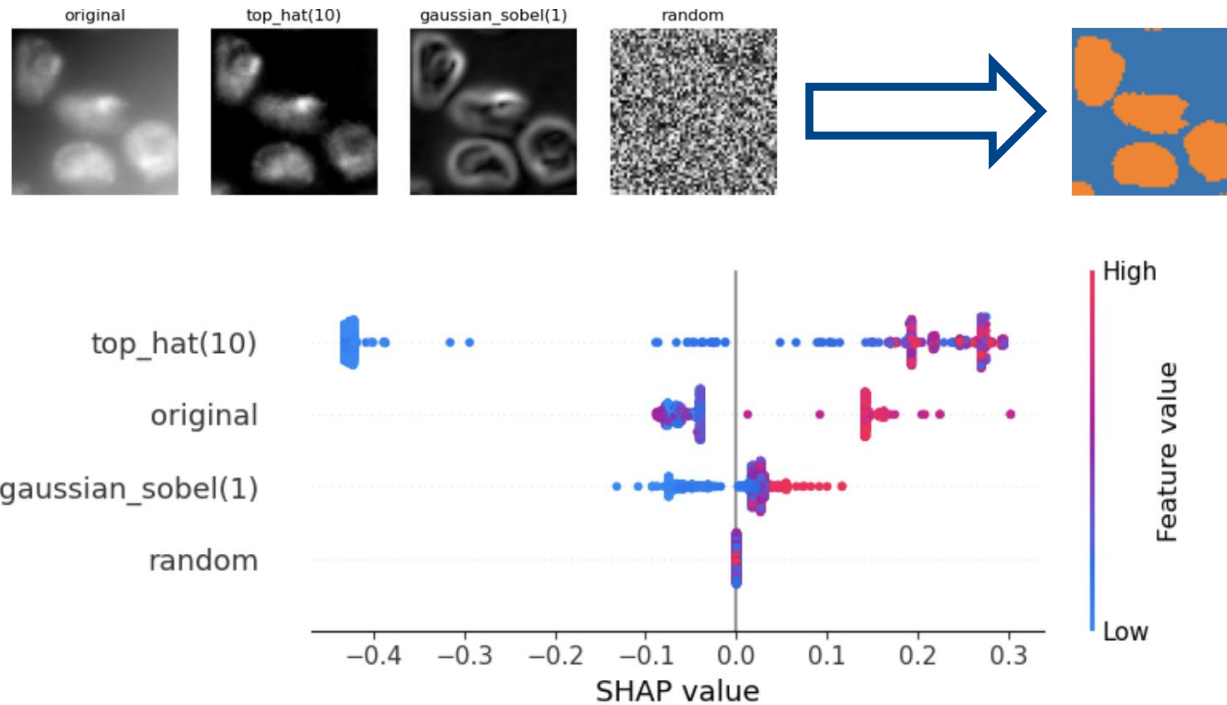 original top_hat(10) gaussian_sobel(1) random
High
top_hat(10)
original
gaussian_sobel(1)
random
Feature value
Low
−0.4 −0.3 −0.2 −0.1 0.0 0.1 0.2 0.3
SHAP value